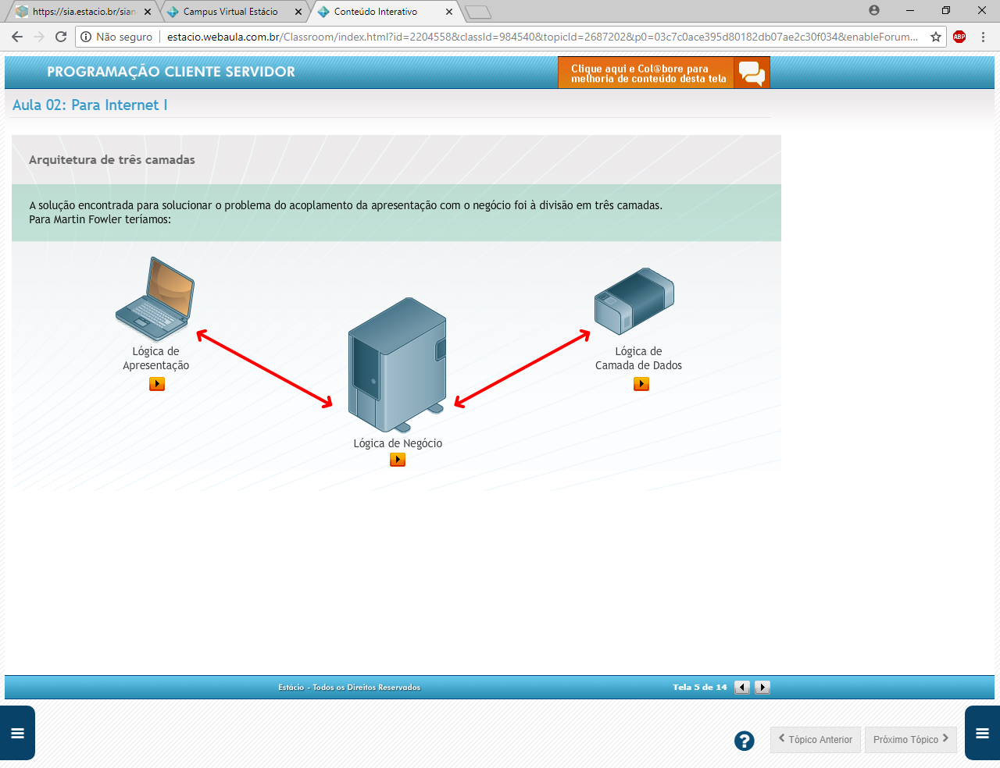 https://sia.estacio.br/sian
Campus Virtual Estácio
Conteúdo Interativo
Não seguro
estacio.webaula.com.br/Classroom/index.html?id=2204558&classId=984540&topicId=2687202&p0=03c7c0ace395d80182db07ae2c30f034&enableForum...
ABP
PROGRAMAÇÃO CLIENTE SERVIDOR
Clique aqui e Col@bore para
melhoria de conteúdo desta tela
Aula 02: Para Internet I
Arquitetura de três camadas
A solução encontrada para solucionar o problema do acoplamento da apresentação com o negócio foi à divisão em três camadas.
Para Martin Fowler teríamos:
Lógica de
Apresentação
Lógica de
Camada de Dados
Lógica de Negócio
Estácio - Todos os Direitos Reservados
Tela 5 de 14
Tópico Anterior
Próximo Tópico